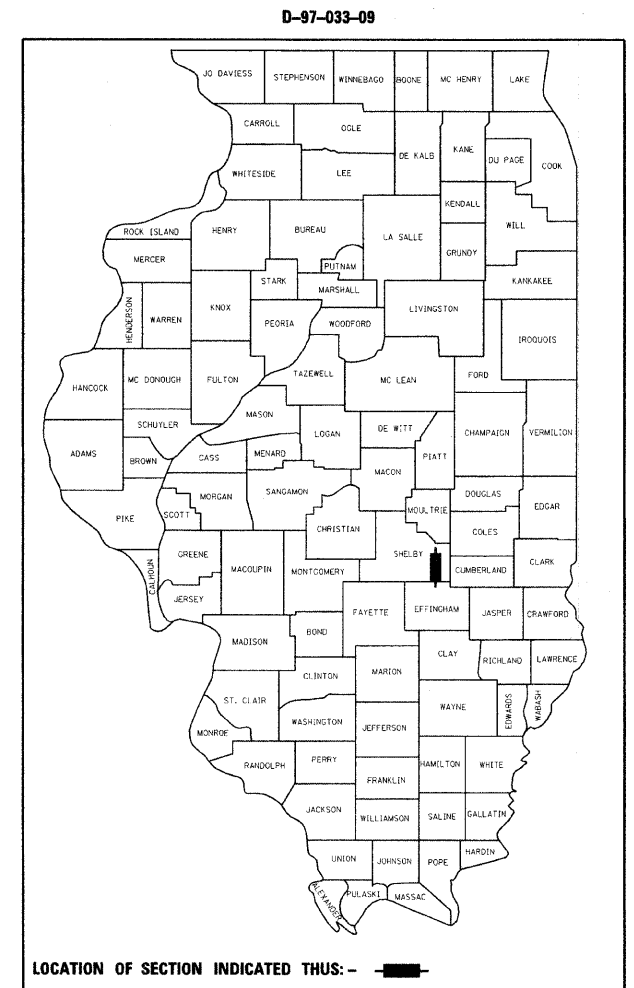 D-97-033-09
JO DAVIESS STEPHENSON WINNEBAGO BOONE MC HENRY LAKE
CARROLL OGLE
DE KALB KANE DU PAGE COOK
WHITESIDE LEE
KENDALL
ROCK ISLAND HENRY BUREAU LA SALLE WILL
GRUNDY
MERCER PUTNAM
STARK MARSHALL KANKAKEE
HENDERSON WARREN KNOX PEORIA WOODFORD LIVINGSTON IROQUOIS
HANCOCK MC DONOUGH FULTON TAZEWELL MC LEAN FORD
MASON
SCHUYLER LOGAN DE WITT CHAMPAIGN VERMILION
ADAMS BROWN CASS MENARD PIATT
MACON
MORGAN SANGAMON DOUGLAS
PIKE SCOTT CHRISTIAN MOULTRIE EDGAR
COLES
GREENE SHELBY
CALHOUN MACOUPIN MONTGOMERY CUMBERLAND CLARK
JERSEY FAYETTE EFFINGHAM JASPER CRAWFORD
MADISON BOND
CLAY RICHLAND LAWRENCE
CLINTON MARION
ST. CLAIR WAYNE EDWARDS WABASH
WASHINGTON JEFFERSON
MONROE
RANDOLPH PERRY HAMILTON WHITE
FRANKLIN
JACKSON WILLIAMSON SALINE GALLATIN
UNION JOHNSON POPE HARDIN
ALEXANDER PULASKI MASSAC
LOCATION OF SECTION INDICATED THUS: -